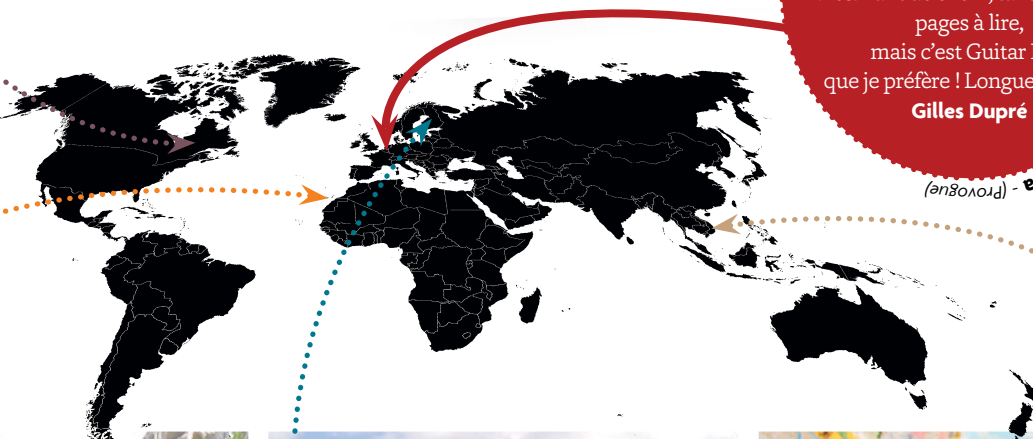 pages à lire,
mais c’est Guitar
que je préfère ! Longue
Gilles Dupré
- (Provogue)